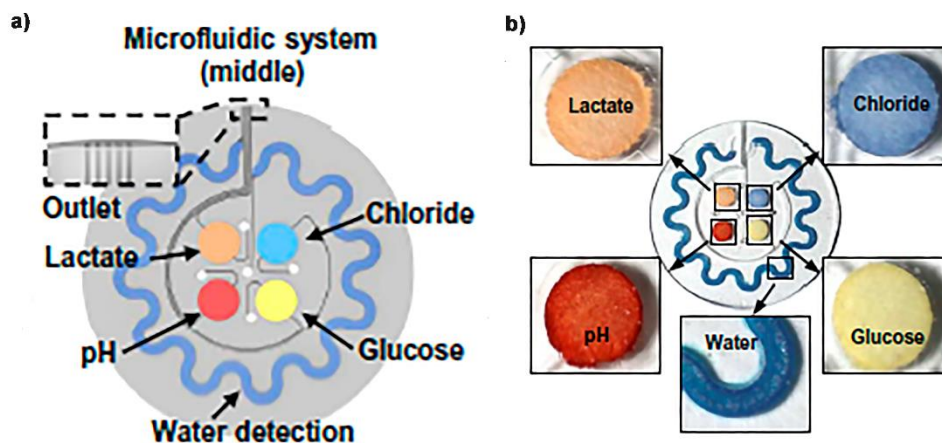 a)
Microfluidic system
(middle)
Outlet
Lactate
Chloride
pH
Glucose
Water detection
b)
Lactate
Chloride
pH
Water
Glucose